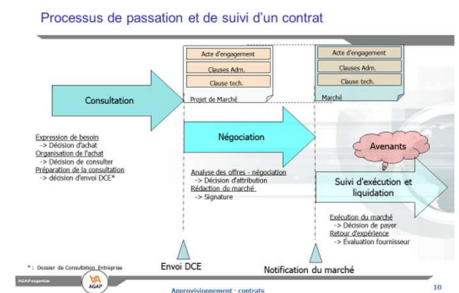 Processus de passation et de suivi d'un contrat
Acte d'engagement
Clauses Adm.
Clause tech.
Projet de Marché
Acte d'engagement
Clauses Adm.
Clause tech.
Marché
Consultation
Expression de besoin
-> Décision d'achat
Organisation de l'achat
-> Décision de consulter
Préparation de la consultation
-> décision d'envoi DCE*
Négociation
Analyse des offres - négociation
-> Décision d'attribution
Rédaction du marché
-> Signature
Avenants
Suivi d'exécution et
liquidation
Exécution du marché
-> Décision de payer
Retour d'expérience
-> Évaluation fournisseur
Envoi DCE
Notification du marché
* : Dossier de Consultation Entreprise
AGAP
Approvisionnement - contrats
10